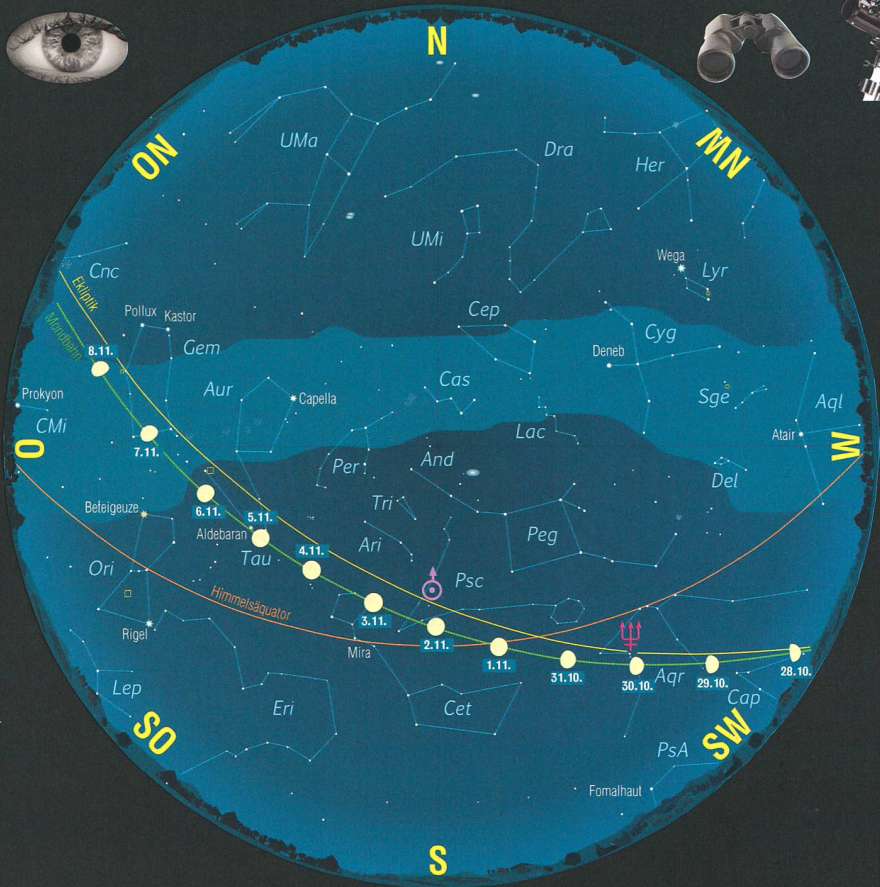 N
NO
NW
UMa
Dra
Her
UMi
Wega
Lyr
Cnc
Ekliptik
Mondbahn
Pollux
Kastor
Cep
Cyg
8.11.
Gem
Deneb
Aur
Cas
Prokyon
Capella
Sge
Aql
CMi
Lac
Atair
O
W
7.11.
Per
And
Del
6.11.
Beteigeuze
5.11.
Tri
Aldebaran
Peg
Tau
4.11.
Ari
Ori
Psc
Himmelsäquator
3.11.
Rigel
Mira
2.11.
1.11.
31.10.
30.10.
Aqr
29.10.
28.10.
Lep
Eri
Cet
Cap
SO
SW
PsA
Fomalhaut
S